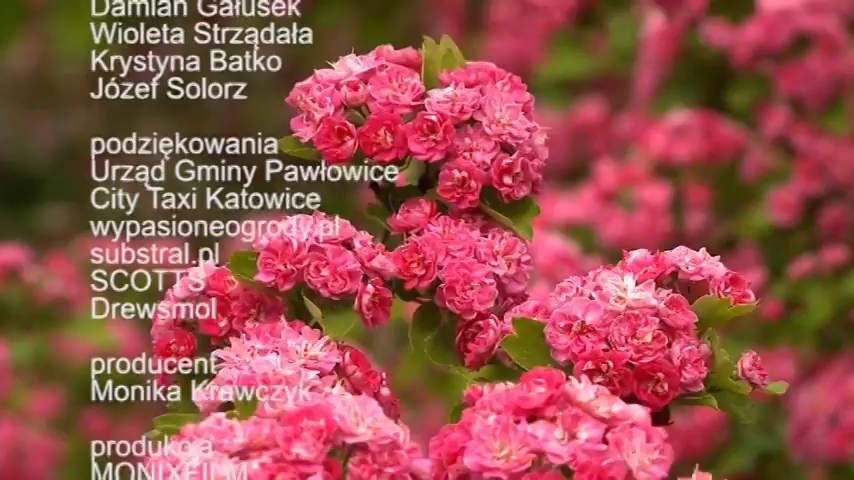 Damian Gałusek
Wioleta Strządała
Krystyna Batko
Józef Solorz
podziękowania
Urząd Gminy Pawłowice
City Taxi Katowice
wypasioneogrody.pl
substral.pl
SCOTTS
Drewsmol
producent
Monika Krawczyk
produkcja
MONIXFILM